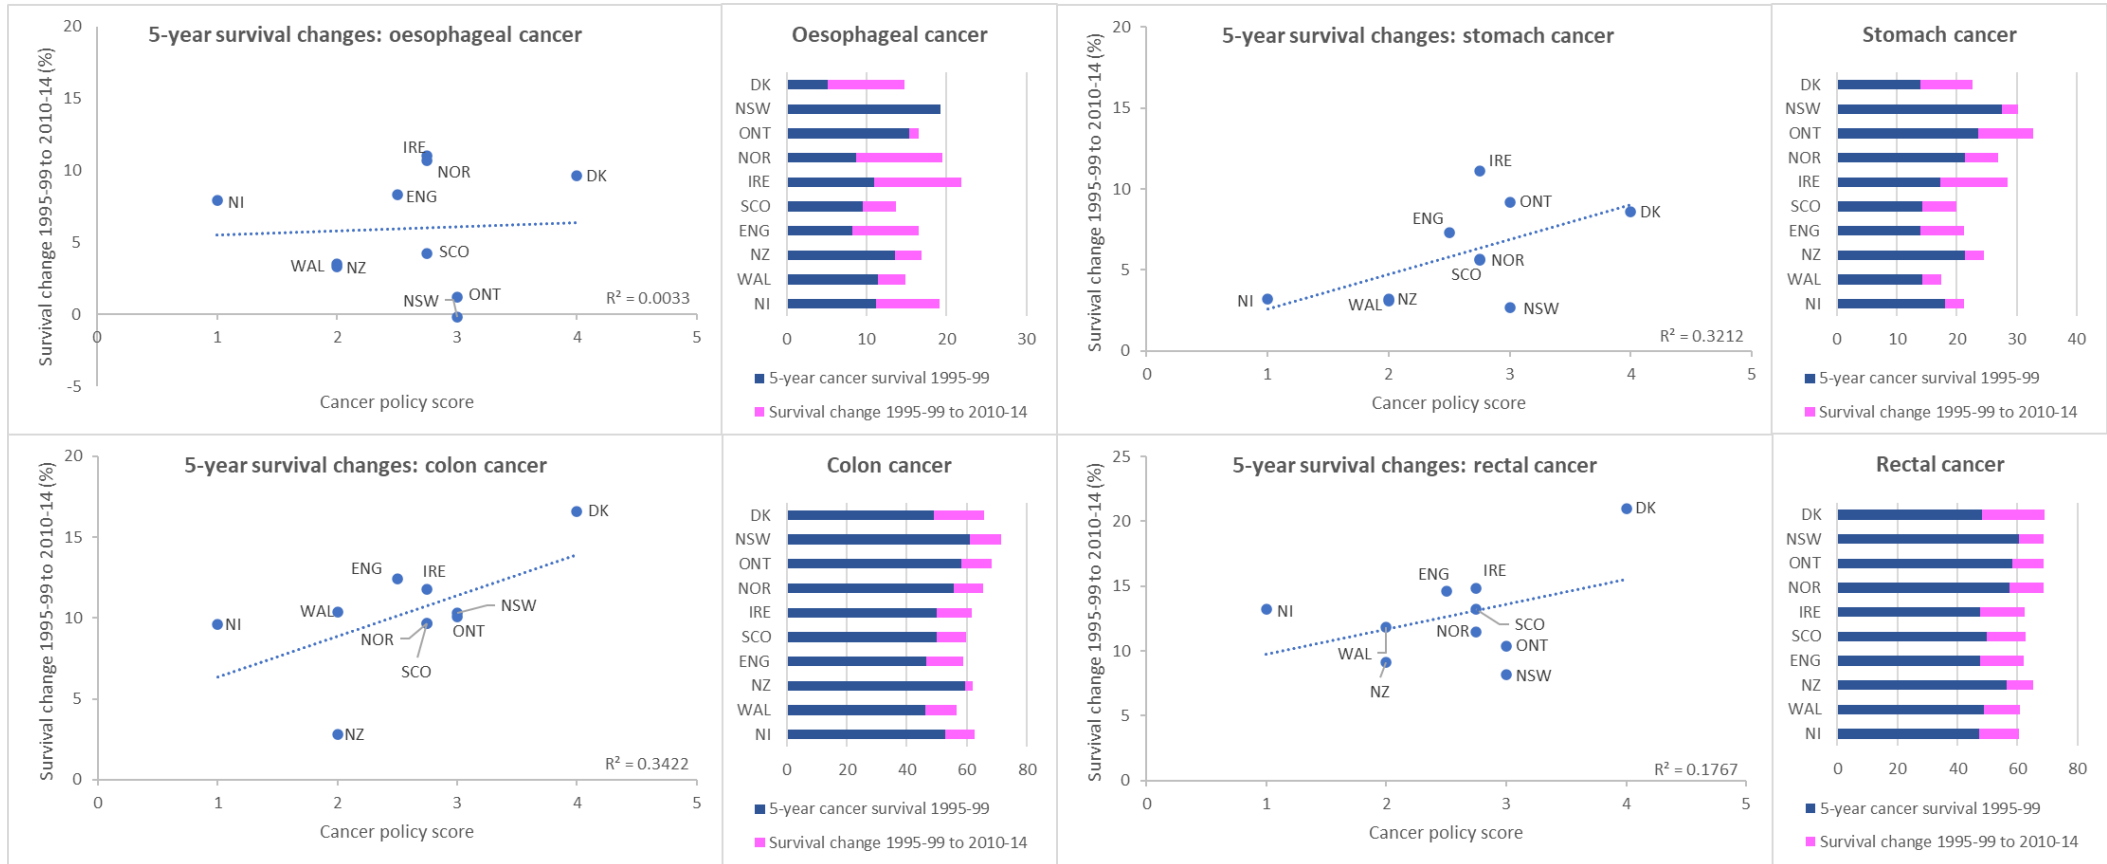 5-year survival changes: oesophageal cancer
Survival change 1995-99 to 2010-14 (%)
20
15
10
5
0
-5
0
1
2
3
4
5
IRE
NOR
DK
NI
ENG
SCO
WAL
NZ
NSW
ONT
R² = 0.0033
Cancer policy score
Oesophageal cancer
DK
NSW
ONT
NOR
IRE
SCO
ENG
NZ
WAL
NI
0 10 20 30
5-year cancer survival 1995-99
Survival change 1995-99 to 2010-14
5-year survival changes: stomach cancer
Survival change 1995-99 to 2010-14 (%)
20
15
10
5
0
0 1 2 3 4 5
IRE
ONT
DK
ENG
NOR
SCO
NI
WAL
NZ
NSW
R² = 0.3212
Cancer policy score
Stomach cancer
DK
NSW
ONT
NOR
IRE
SCO
ENG
NZ
WAL
NI
0 10 20 30 40
5-year cancer survival 1995-99
Survival change 1995-99 to 2010-14
5-year survival changes: colon cancer
Survival change 1995-99 to 2010-14 (%)
20
15
10
5
0
0 1 2 3 4 5
DK
ENG
IRE
WAL
NSW
NI
NOR
ONT
SCO
NZ
R² = 0.3422
Cancer policy score
Colon cancer
DK
NSW
ONT
NOR
IRE
SCO
ENG
NZ
WAL
NI
0 20 40 60 80
5-year cancer survival 1995-99
Survival change 1995-99 to 2010-14
5-year survival changes: rectal cancer
Survival change 1995-99 to 2010-14 (%)
25
20
15
10
5
0
0 1 2 3 4 5
DK
ENG
IRE
NI
SCO
NOR
ONT
WAL
NSW
NZ
R² = 0.1767
Cancer policy score
Rectal cancer
DK
NSW
ONT
NOR
IRE
SCO
ENG
NZ
WAL
NI
0 20 40 60 80
5-year cancer survival 1995-99
Survival change 1995-99 to 2010-14